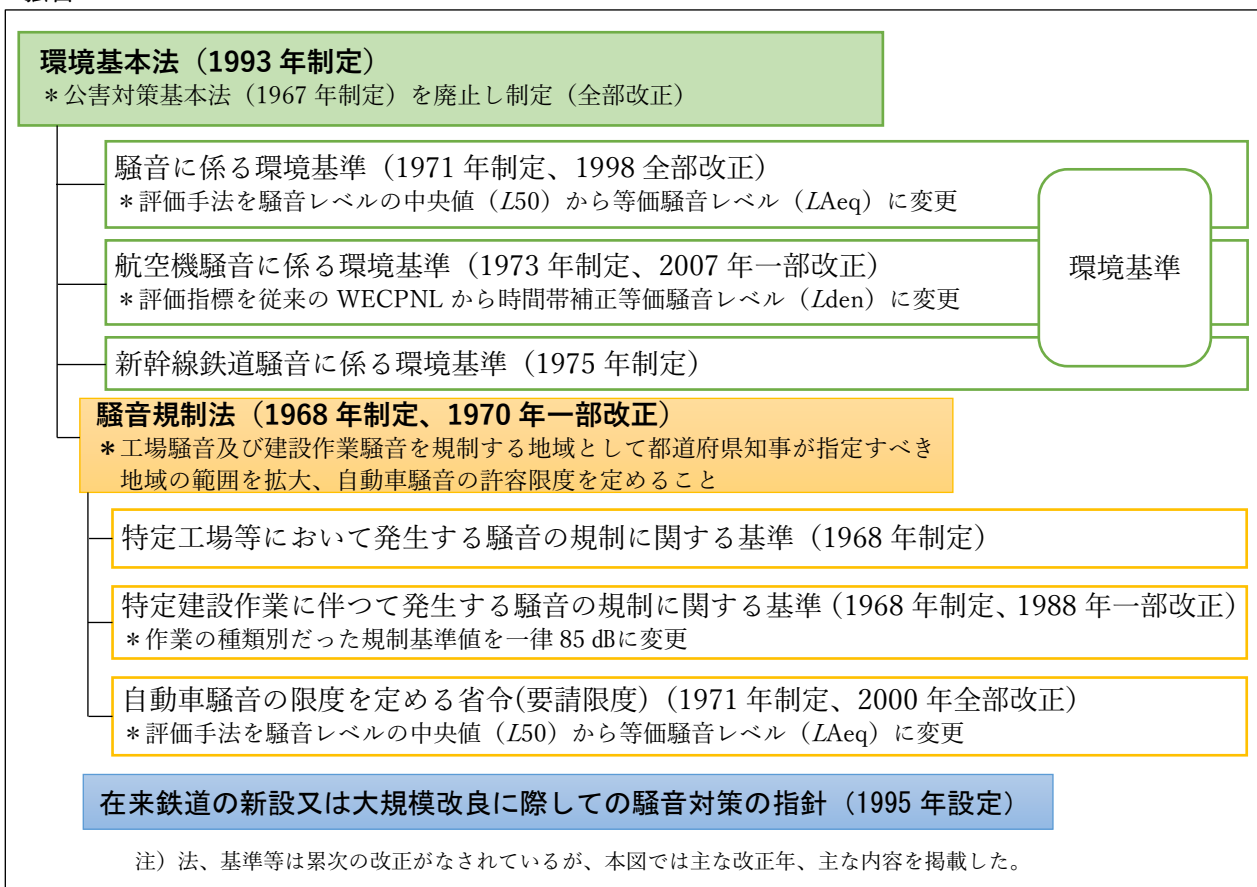 環境基本法（1993 年制定）
＊公害対策基本法（1967 年制定）を廃止し制定（全部改正）
騒音に係る環境基準（1971 年制定、1998 全部改正）
＊評価手法を騒音レベルの中央値（L50）から等価騒音レベル（LAeq）に変更
航空機騒音に係る環境基準（1973 年制定、2007 年一部改正）
＊評価指標を従来の WECPNL から時間帯補正等価騒音レベル（Lden）に変更
環境基準
新幹線鉄道騒音に係る環境基準（1975 年制定）
騒音規制法（1968 年制定、1970 年一部改正）
＊工場騒音及び建設作業騒音を規制する地域として都道府県知事が指定すべき
地域の範囲を拡大、自動車騒音の許容限度を定めること
特定工場等において発生する騒音の規制に関する基準（1968 年制定）
特定建設作業に伴つて発生する騒音の規制に関する基準（1968 年制定、1988 年一部改正）
＊作業の種類別だった規制基準値を一律 85 ㏈に変更
自動車騒音の限度を定める省令(要請限度)（1971 年制定、2000 年全部改正）
＊評価手法を騒音レベルの中央値（L50）から等価騒音レベル（LAeq）に変更
在来鉄道の新設又は大規模改良に際しての騒音対策の指針（1995 年設定）
注）法、基準等は累次の改正がなされているが、本図では主な改正年、主な内容を掲載した。